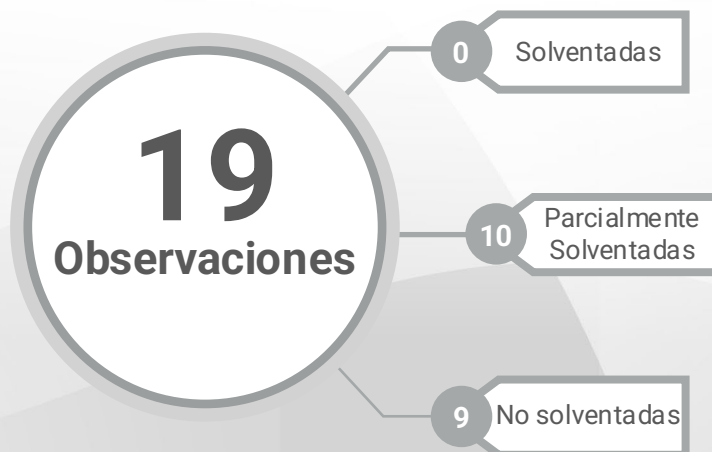 19
Observaciones
0
Solventadas
10
Parcialmente
Solventadas
9
No solventadas